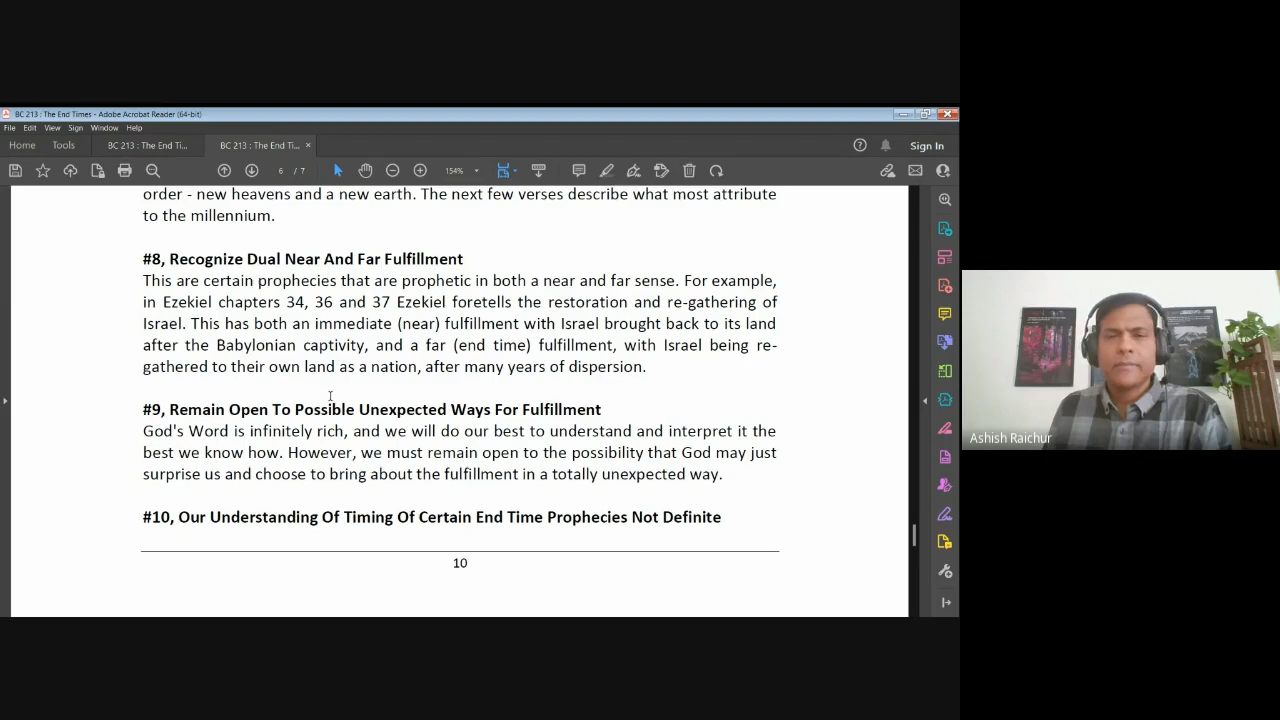 BC 213 : The End Times - Adobe Acrobat Reader (64-bit)
File Edit View Sign Window Help
Home Tools BC 213 : The End Ti... BC 213 : The End Ti... × Sign In
6 / 7 154%
order - new heavens and a new earth. The next few verses describe what most attribute
to the millennium.
#8, Recognize Dual Near And Far Fulfillment
This are certain prophecies that are prophetic in both a near and far sense. For example,
in Ezekiel chapters 34, 36 and 37 Ezekiel foretells the restoration and re-gathering of
Israel. This has both an immediate (near) fulfillment with Israel brought back to its land
after the Babylonian captivity, and a far (end time) fulfillment, with Israel being re-
gathered to their own land as a nation, after many years of dispersion.
#9, Remain Open To Possible Unexpected Ways For Fulfillment
God's Word is infinitely rich, and we will do our best to understand and interpret it the
best we know how. However, we must remain open to the possibility that God may just
surprise us and choose to bring about the fulfillment in a totally unexpected way.
#10, Our Understanding Of Timing Of Certain End Time Prophecies Not Definite
10
Ashish Raichur